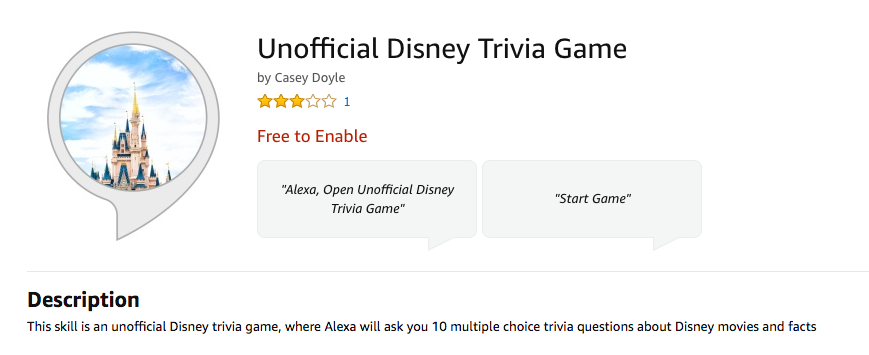 Unofficial Disney Trivia Game
by Casey Doyle
1
Free to Enable
"Alexa, Open Unofficial Disney
Trivia Game"
"Start Game"
Description
This skill is an unofficial Disney trivia game, where Alexa will ask you 10 multiple choice trivia questions about Disney movies and facts